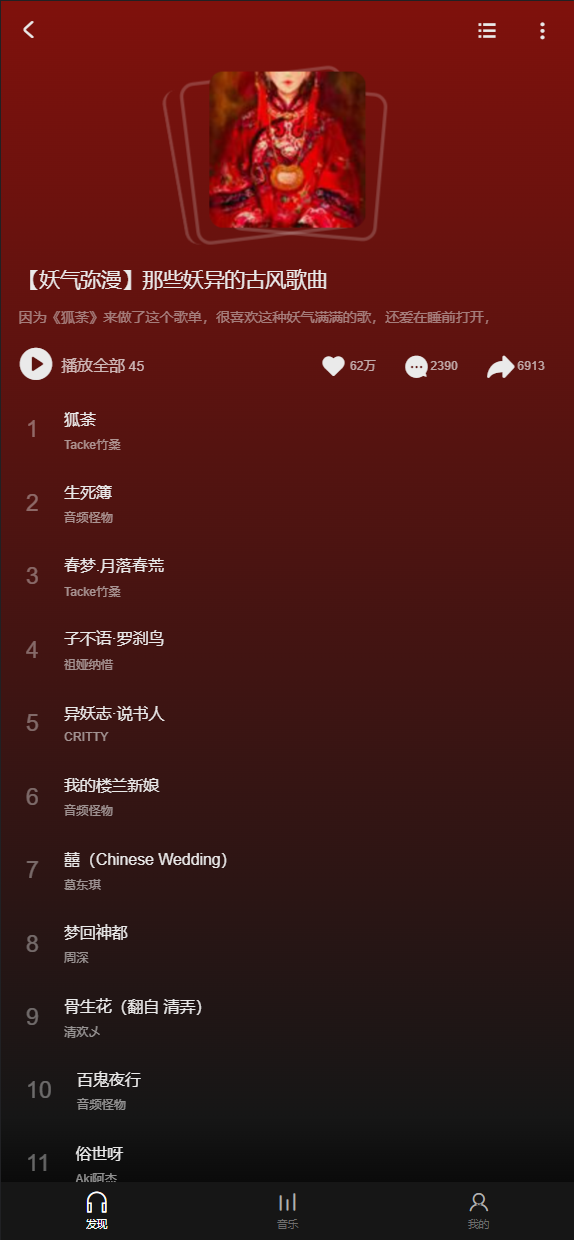 【妖气弥漫】那些妖异的古风歌曲
因为《狐荼》来做了这个歌单，很喜欢这种妖气满满的歌，还爱在睡前打开，
播放全部 45 62万 2390 6913
1 狐荼
Tacke竹桑
2 生死簿
音频怪物
3 春梦.月落春荒
Tacke竹桑
4 子不语·罗刹鸟
祖娅纳惜
5 异妖志·说书人
CRITTY
6 我的楼兰新娘
音频怪物
7 囍（Chinese Wedding）
葛东琪
8 梦回神都
周深
9 骨生花（翻自 清弄）
清欢乄
10 百鬼夜行
音频怪物
11 俗世呀
Aki阿杰
发现 音乐 我的